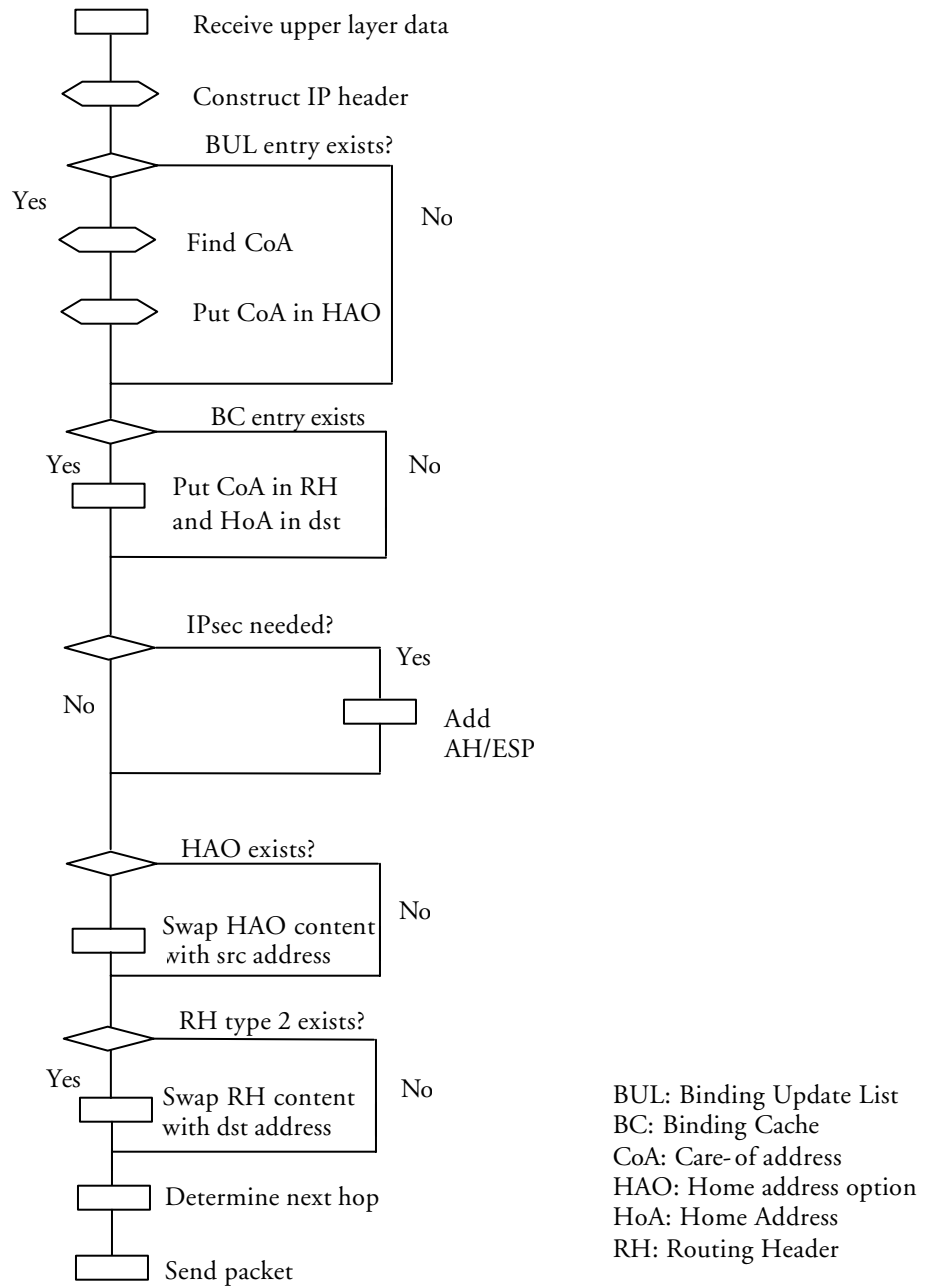 Receive upper layer data
Construct IP header
BUL entry exists?
Yes
No
Find CoA
Put CoA in HAO
BC entry exists
Yes
No
Put CoA in RH
and HoA in dst
IPsec needed?
Yes
No
Add
AH/ESP
HAO exists?
No
Swap HAO content
with src address
RH type 2 exists?
Yes
No
Swap RH content
with dst address
Determine next hop
Send packet
BUL: Binding Update List
BC: Binding Cache
CoA: Care-of address
HAO: Home address option
HoA: Home Address
RH: Routing Header